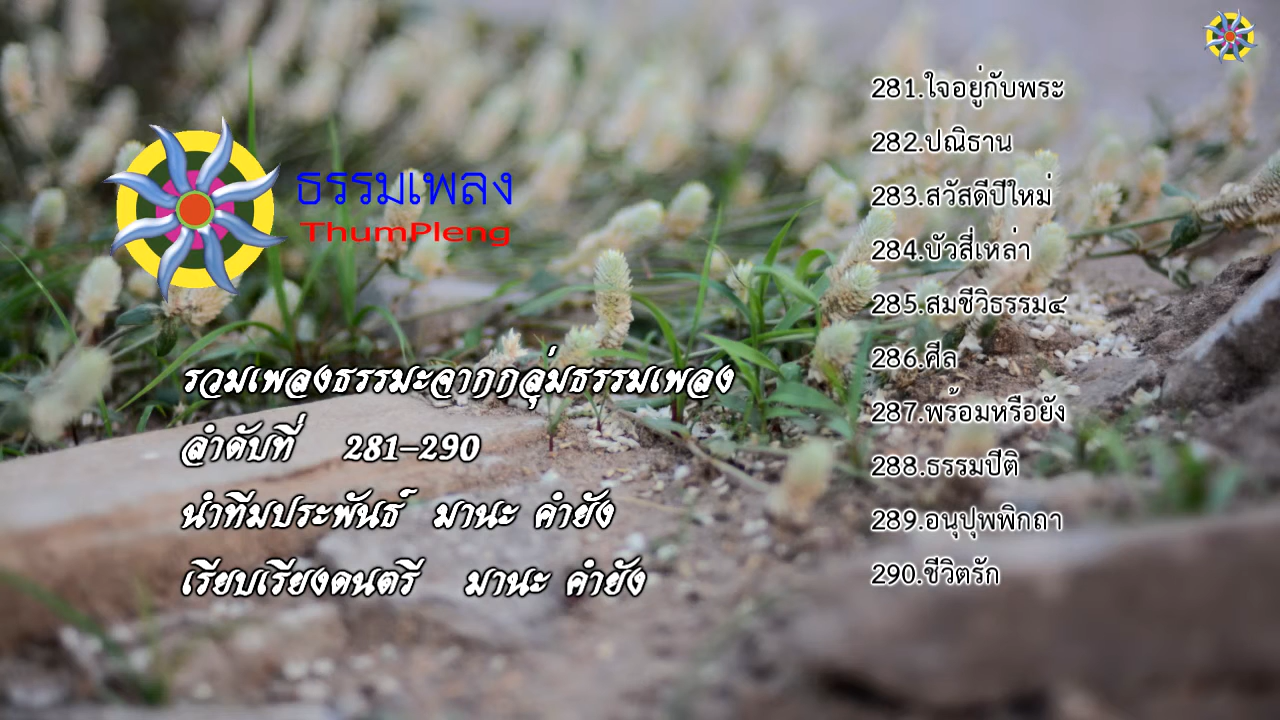 ธรรมเพลง
ThumPleng
รวมเพลงธรรมะจากกลุ่มธรรมเพลง
ลำดับที่ 281-290
นำทีมประพันธ์ มานะ คำยัง
เรียบเรียงดนตรี มานะ คำยัง
281.ใจอยู่กับพระ
282.ปณิธาน
283.สวัสดีปีใหม่
284.บัวสี่เหล่า
285.สมชีวิธรรม๔
286.ศีล
287.พร้อมหรือยัง
288.ธรรมปีติ
289.อนุปุพพิกถา
290.ชีวิตรัก